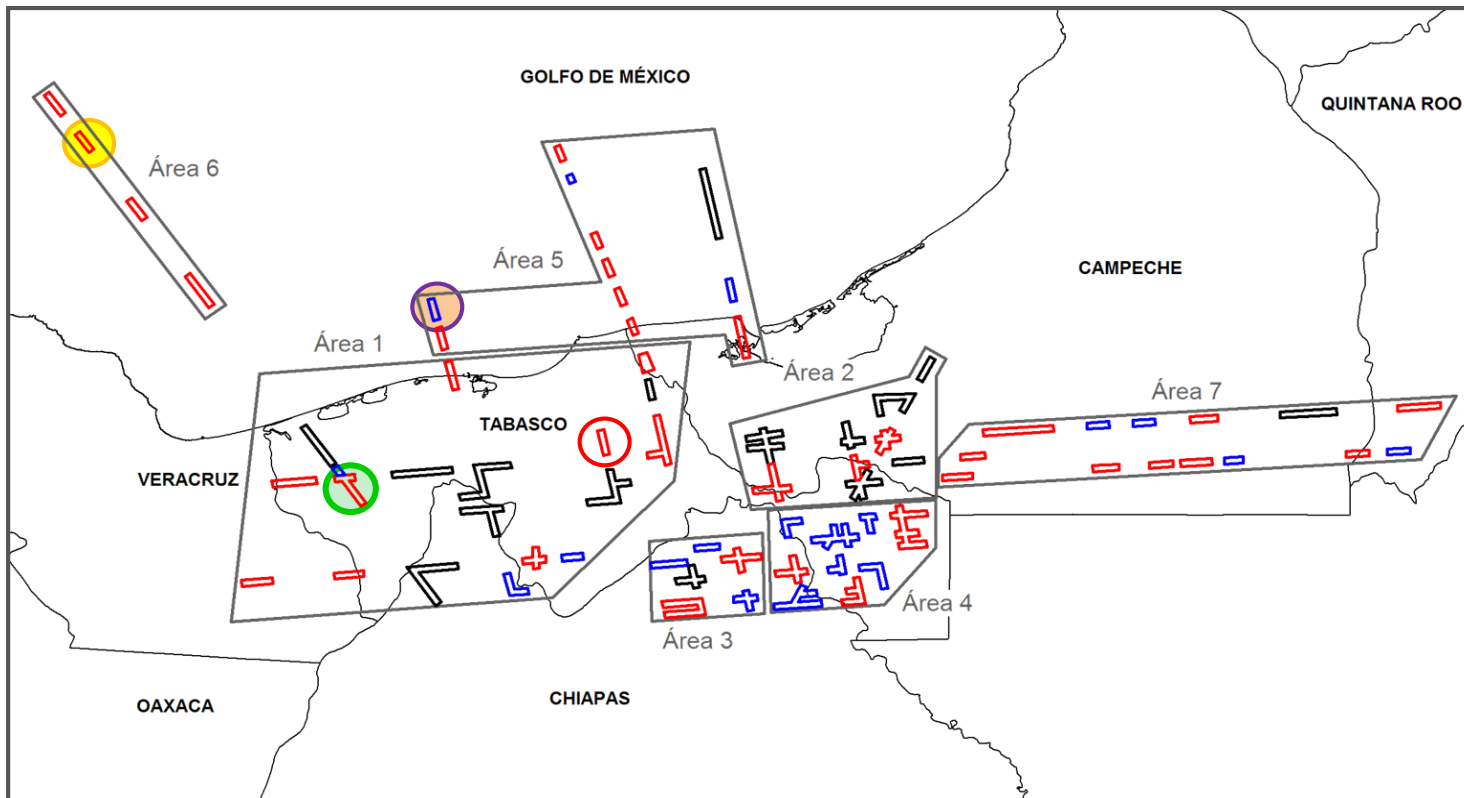 GOLFO DE MÉXICO
QUINTANA ROO
Área 6
Área 5
CAMPECHE
Área 1
Área 2
Área 7
TABASCO
VERACRUZ
Área 4
Área 3
OAXACA
CHIAPAS